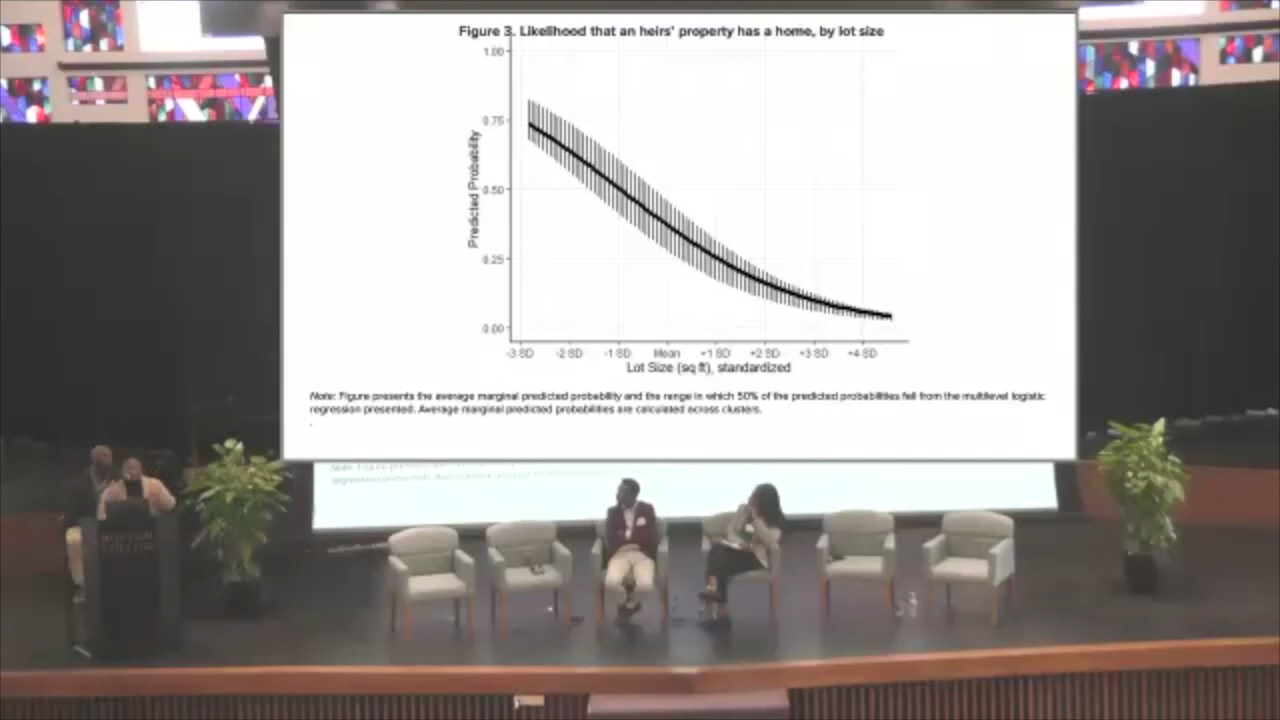 Figure 3. Likelihood that an heirs' property has a home, by lot size
1.00
0.75
0.50
0.25
0.00
Predicted Probability
-3 SD -2 SD -1 SD Mean +1 SD +2 SD +3 SD +4 SD
Lot Size (sq ft), standardized
Note: Figure presents the average marginal predicted probability and the range in which 50% of the predicted probabilities fell from the multilevel logistic
regression presented. Average marginal predicted probabilities are calculated across clusters.